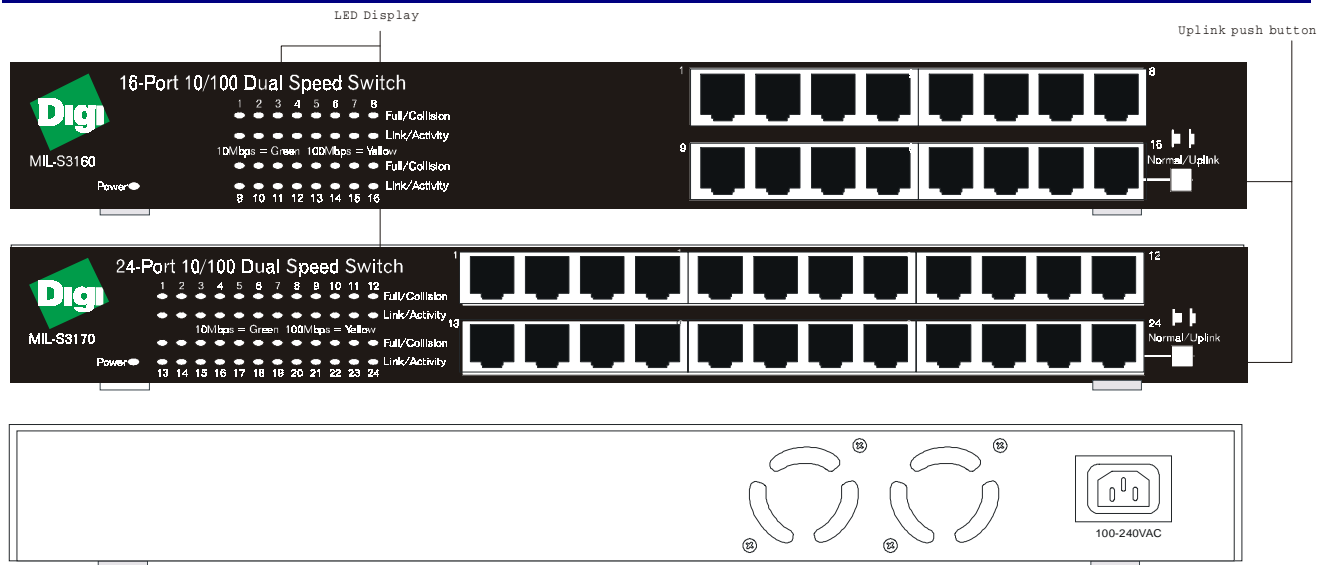 LED Display
Uplink push button
16-Port 10/100 Dual Speed Switch
1 2 3 4 5 6 7 8
Full/Collision
Link/Activity
10Mbps = Green 100Mbps = Yellow
Full/Collision
Link/Activity
9 10 11 12 13 14 15 16
Digi
MIL-S3160
Power
1
8
9
16
Normal/Uplink
24-Port 10/100 Dual Speed Switch
1 2 3 4 5 6 7 8 9 10 11 12
Full/Collision
Link/Activity
10Mbps = Green 100Mbps = Yellow
Full/Collision
Link/Activity
13 14 15 16 17 18 19 20 21 22 23 24
Digi
MIL-S3170
Power
1
12
13
24
Normal/Uplink
100-240VAC